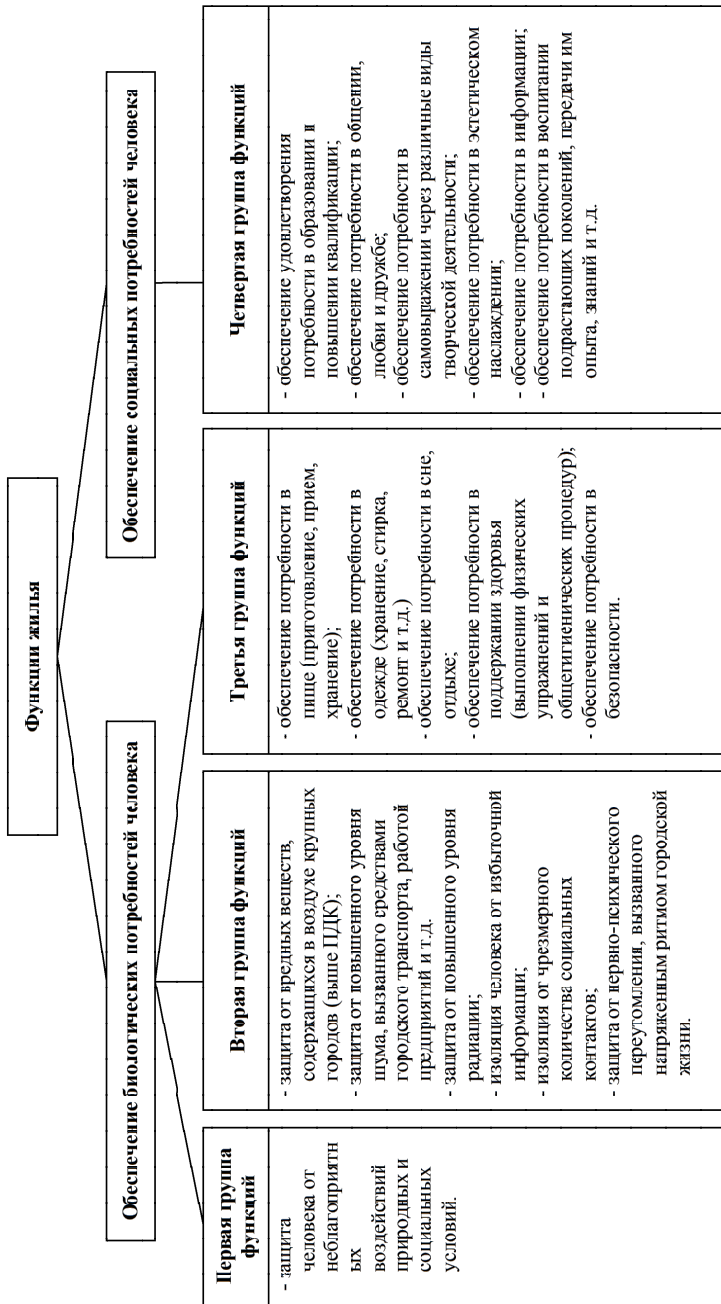 Функции жилья
Обеспечение биологических потребностей человека
Обеспечение социальных потребностей человека
Первая группа
функций
- защита
человека от
неблагоприятн
ых
воздействий
природных и
социальных
условий.
Вторая группа функций
- защита от вредных веществ,
содержащихся в воздухе крупных
городов (выше ПДК);
- защита от повышенного уровня
шума, вызванного средствами
городского транспорта, работой
предприятий и т.д.
- защита от повышенного уровня
радиации;
- изоляция человека от избыточной
информации;
- изоляция от чрезмерного
количества социальных
контактов;
- защита от нервно-психического
переутомления, вызванного
напряженным ритмом городской
жизни.
Третья группа функций
- обеспечение потребности в
пище (приготовление, прием,
хранение);
- обеспечение потребности в
одежде (хранение, стирка,
ремонт и т.д.)
- обеспечение потребности в сне,
отдыхе;
- обеспечение потребности в
поддержании здоровья
(выполнении физических
упражнений и
общегигиенических процедур);
- обеспечение потребности в
безопасности.
Четвертая группа функций
- обеспечение удовлетворения
потребности в образовании и
повышении квалификации;
- обеспечение потребности в общении,
любви и дружбе;
- обеспечение потребности в
самовыражении через различные виды
творческой деятельности;
- обеспечение потребности в эстетическом
наслаждении;
- обеспечение потребности в информации;
- обеспечение потребности в воспитании
подрастающих поколений, передачи им
опыта, знаний и т.д.